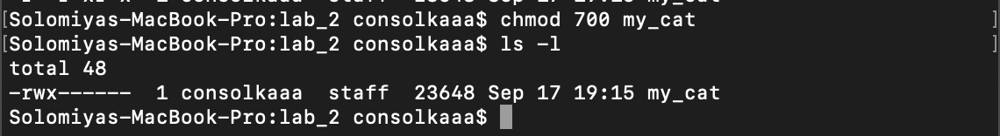 Solomiyas-MacBook-Pro:lab_2 consolkaaa$ chmod 700 my_cat
[Solomiyas-MacBook-Pro:lab_2 consolkaaa$ ls -l ]
total 48
-rwx------  1 consolkaaa  staff  23648 Sep 17 19:15 my_cat
Solomiyas-MacBook-Pro:lab_2 consolkaaa$